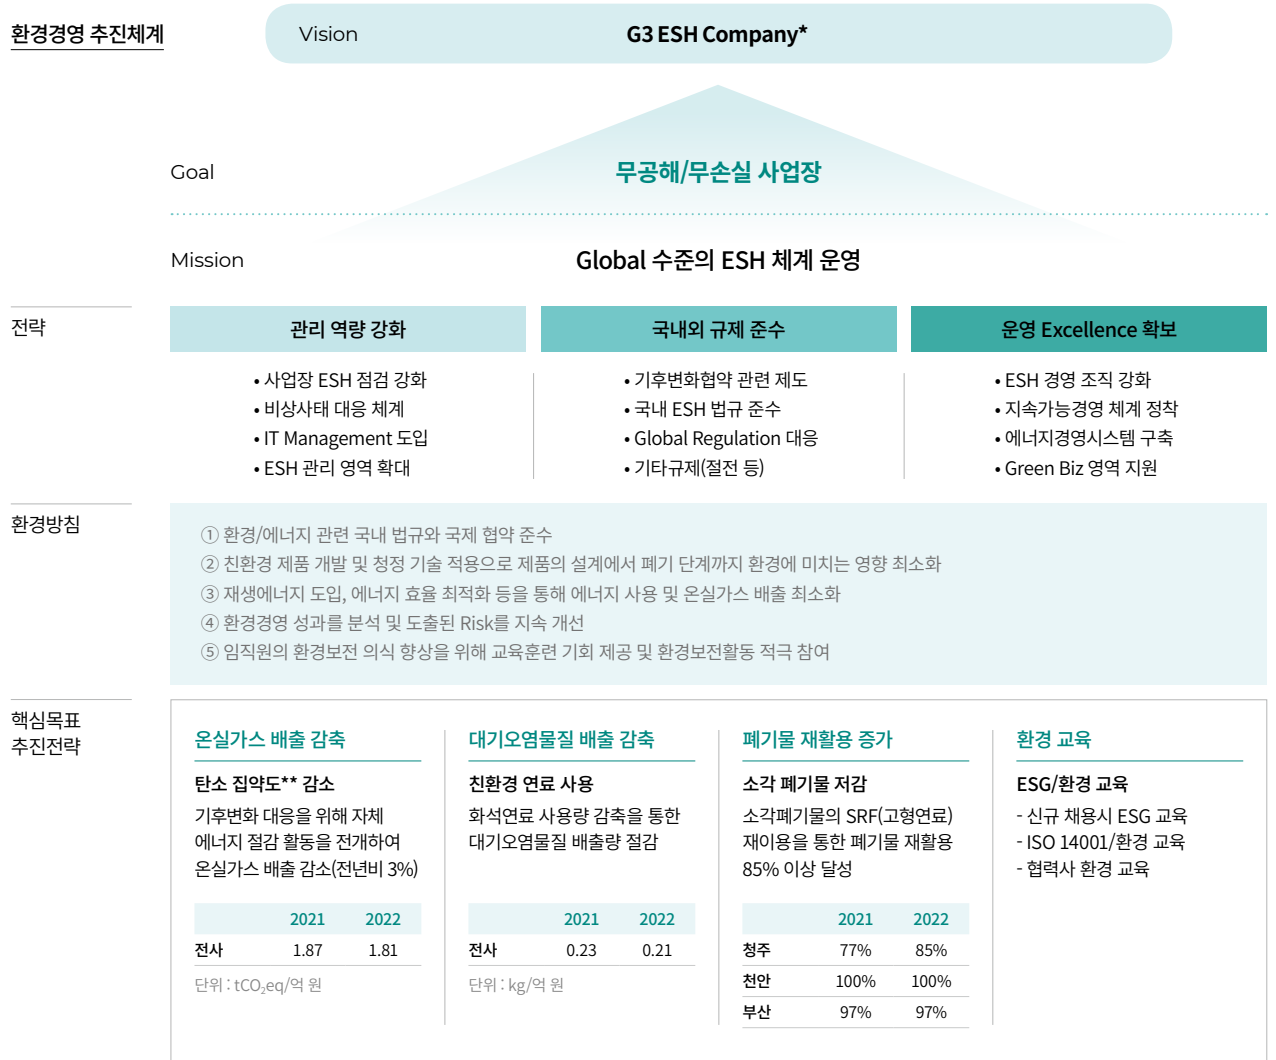 환경경영 추진체계
Vision
G3 ESH Company*
Goal
무공해/무손실 사업장
Mission
Global 수준의 ESH 체계 운영
전략
관리 역량 강화
• 사업장 ESH 점검 강화
• 비상사태 대응 체계
• IT Management 도입
• ESH 관리 영역 확대
국내외 규제 준수
• 기후변화협약 관련 제도
• 국내 ESH 법규 준수
• Global Regulation 대응
• 기타규제(절전 등)
운영 Excellence 확보
• ESH 경영 조직 강화
• 지속가능경영 체계 정착
• 에너지경영시스템 구축
• Green Biz 영역 지원
환경방침
① 환경/에너지 관련 국내 법규와 국제 협약 준수
② 친환경 제품 개발 및 청정 기술 적용으로 제품의 설계에서 폐기 단계까지 환경에 미치는 영향 최소화
③ 재생에너지 도입, 에너지 효율 최적화 등을 통해 에너지 사용 및 온실가스 배출 최소화
④ 환경경영 성과를 분석 및 도출된 Risk를 지속 개선
⑤ 임직원의 환경보전 의식 향상을 위해 교육훈련 기회 제공 및 환경보전활동 적극 참여
핵심목표
추진전략
온실가스 배출 감축
탄소 집약도** 감소
기후변화 대응을 위해 자체
에너지 절감 활동을 전개하여
온실가스 배출 감소(전년비 3%)
2021 2022
전사 1.87 1.81
단위 : tCO₂eq/억 원
대기오염물질 배출 감축
친환경 연료 사용
화석연료 사용량 감축을 통한
대기오염물질 배출량 절감
2021 2022
전사 0.23 0.21
단위 : kg/억 원
폐기물 재활용 증가
소각 폐기물 저감
소각폐기물의 SRF(고형연료)
재이용을 통한 폐기물 재활용
85% 이상 달성
2021 2022
청주 77% 85%
천안 100% 100%
부산 97% 97%
환경 교육
ESG/환경 교육
- 신규 채용시 ESG 교육
- ISO 14001/환경 교육
- 협력사 환경 교육